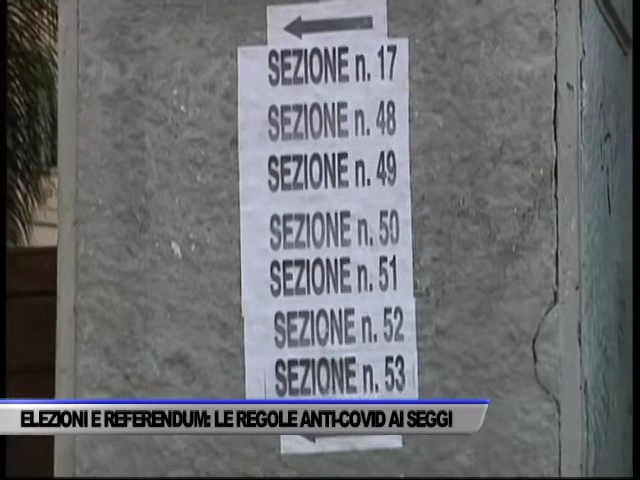 SEZIONE n. 17
SEZIONE n. 48
SEZIONE n. 49
SEZIONE n. 50
SEZIONE n. 51
SEZIONE n. 52
SEZIONE n. 53
ELEZIONI E REFERENDUM: LE REGOLE ANTI-COVID AI SEGGI